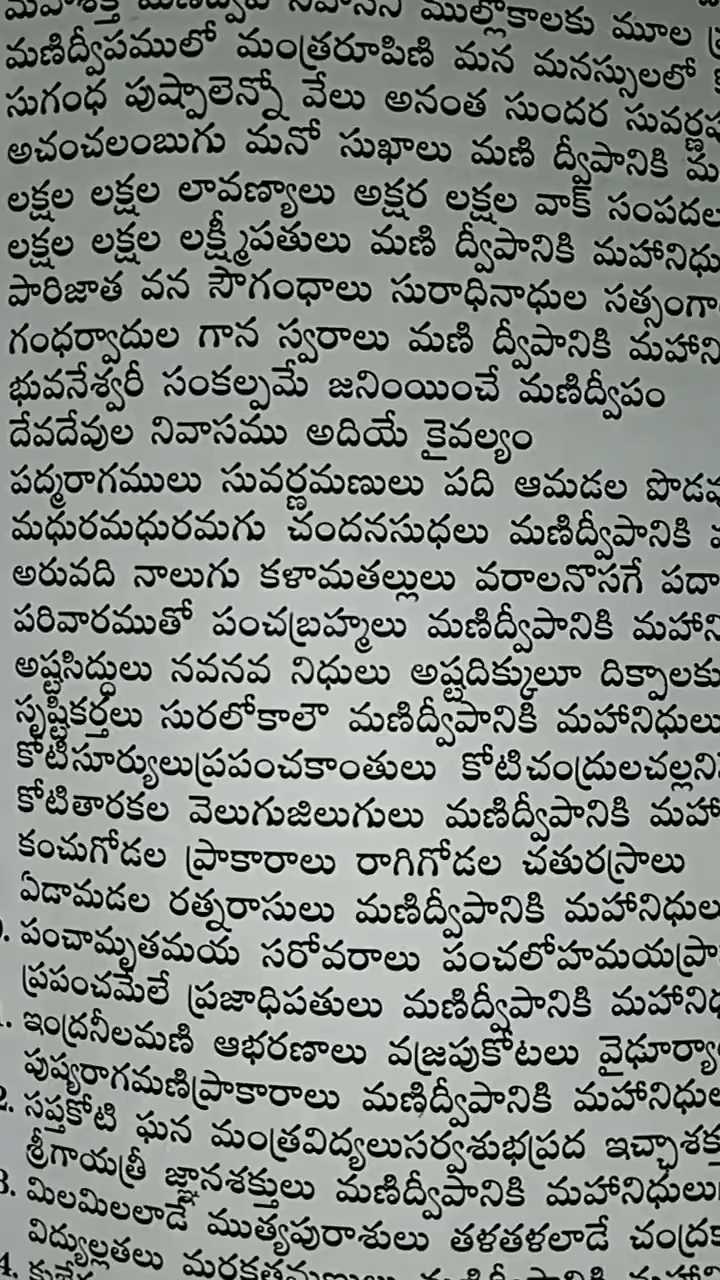 మణిద్వీపములో మంత్రరూపిణి మన మనస్సులలో
సుగంధ పుష్పాలెన్నో వేలు అనంత సుందర
అచంచలంబుగు మనో సుఖాలు మణి ద్వీపానికి
లక్షల లక్షల లావణ్యాలు అక్షర లక్షల వాక్ సంపదల
లక్షల లక్షల లక్ష్మీపతులు మణి ద్వీపానికి మహానిధు
పారిజాత వన సౌగంధాలు సురాధినాధుల సత్సంగా
గంధర్వాదుల గాన స్వరాలు మణి ద్వీపానికి మహాని
భువనేశ్వరీ సంకల్పమే జనింయించే మణిద్వీపం
దేవదేవుల నివాసము అదియే కైవల్యం
పద్మరాగములు సువర్ణమణులు పది ఆమడల
మధురమధురమగు చందనసుధలు మణిద్వీపానికి
అరువది నాలుగు కళామతల్లులు వరాలనొసగే పదా
పరివారముతో పంచబ్రహ్మలు మణిద్వీపానికి మహాని
అష్టసిద్ధులు నవనవ నిధులు అష్టదిక్కులూ దిక్పాలకు
సృష్టికర్తలు సురలోకాలౌ మణిద్వీపానికి మహానిధులు
కోటిసూర్యులుప్రపంచకాంతులు కోటిచంద్రులచల్లని
కోటితారకల వెలుగుజిలుగులు మణిద్వీపానికి మహా
కంచుగోడల ప్రాకారాలు రాగిగోడల చతురస్రాలు
ఏడామడల రత్నరాసులు మణిద్వీపానికి మహానిధుల
పంచామృతమయ సరోవరాలు పంచలోహమయప్రా
ప్రపంచమేలే ప్రజాధిపతులు మణిద్వీపానికి మహానిధ
ఇంద్రనీలమణి ఆభరణాలు వజ్రపుకోటలు వైఢూర్యా
పుష్యరాగమణిప్రాకారాలు మణిద్వీపానికి మహానిధుల
సప్తకోటి ఘన మంత్రవిద్యలుసర్వశుభప్రద ఇచ్ఛాశక్త
శ్రీగాయత్రీ జ్ఞానశక్తులు మణిద్వీపానికి మహానిధులు
మిలమిలలాడే ముత్యపురాశులు తళతళలాడే
విద్యుల్లతలు